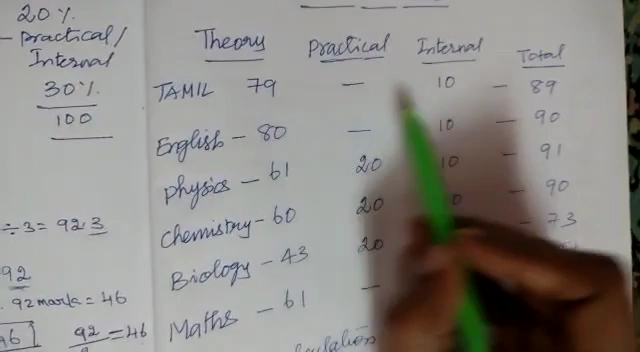 20%
- practical/
Internal
30%
100
÷3= 92 3
92
92 marks = 46
92 = 46
Theory Practical Internal Total
TAMIL 79 — 10 - 89
English - 80 — 10 - 90
physics - 61 20 10 - 91
chemistry - 60 20 - 90
Biology - 43 20 - 73
Maths - 61 -